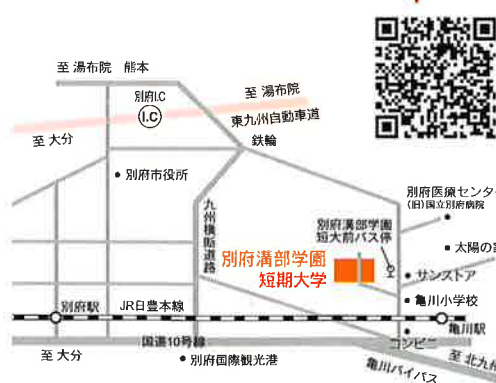 至 湯布院 熊本
別府I.C
I.C
至 湯布院
東九州自動車道
至 大分
鉄輪
別府市役所
九州横断道路
別府医療センター
(旧)国立別府病院
別府溝部学園
短大前バス停
太陽の家
別府溝部学園
短期大学
サンストア
亀川小学校
別府駅
JR日豊本線
亀川駅
国道10号線
コンビニ
至 大分
別府国際観光港
亀川バイパス
至 北九